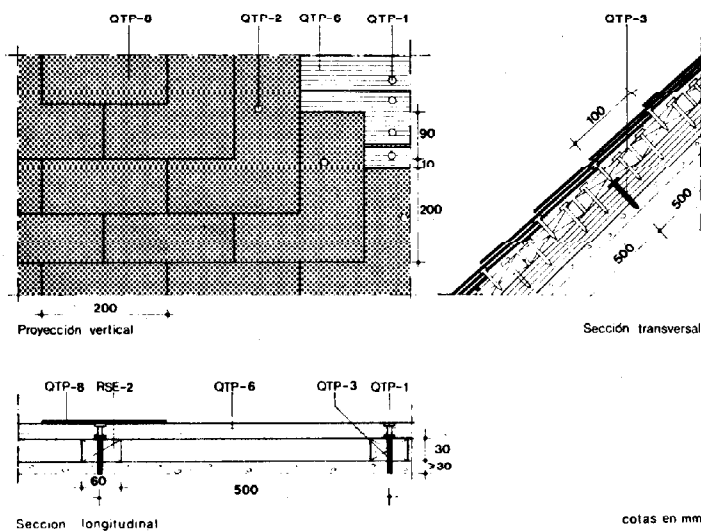 QTP-8 QTP-2 QTP-6 QTP-1
QTP-3
100
90
10
200
500
500
200
Proyección vertical
Sección transversal
QTP-8 RSE-2 QTP-6 QTP-3 QTP-1
30
>30
60
500
Sección longitudinal
cotas en mm